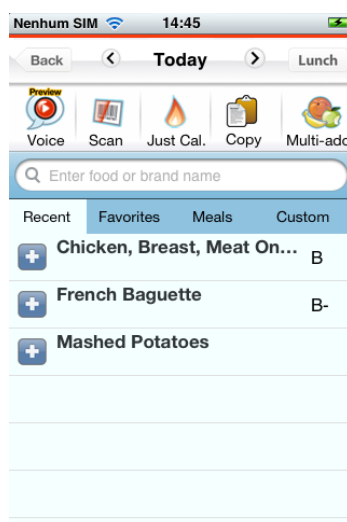 Nenhum SIM 14:45
Back Today Lunch
Preview
Voice Scan Just Cal. Copy Multi-add
Enter food or brand name
Recent Favorites Meals Custom
Chicken, Breast, Meat On... B
French Baguette B-
Mashed Potatoes